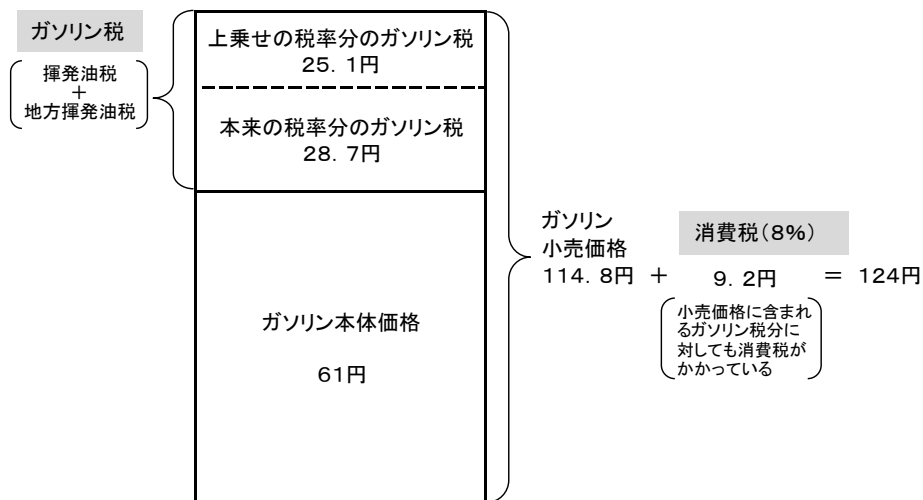 ガソリン税
揮発油税
+
地方揮発油税
上乗せの税率分のガソリン税
25.1円
本来の税率分のガソリン税
28.7円
ガソリン本体価格
61円
ガソリン
小売価格
114.8円 + 9.2円 = 124円
消費税(8%)
小売価格に含まれ
るガソリン税分に
対しても消費税が
かかっている